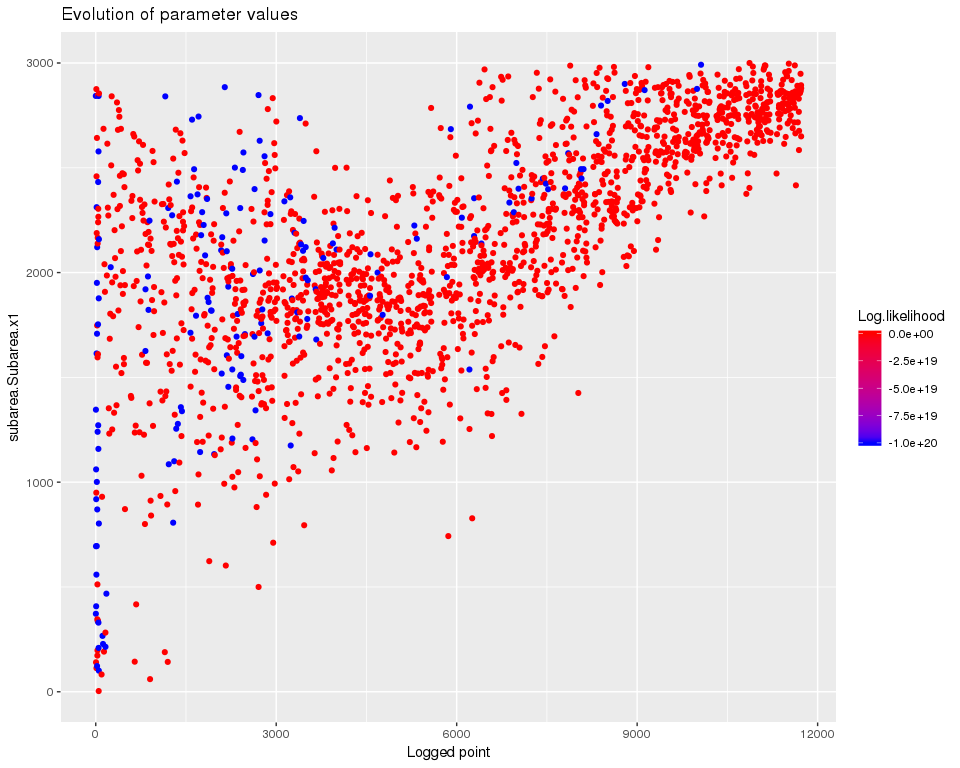 Evolution of parameter values
subarea.Subarea.x1
3000
2000
1000
0
0
3000
6000
9000
12000
Logged point
Log.likelihood
0.0e+00
-2.5e+19
-5.0e+19
-7.5e+19
-1.0e+20